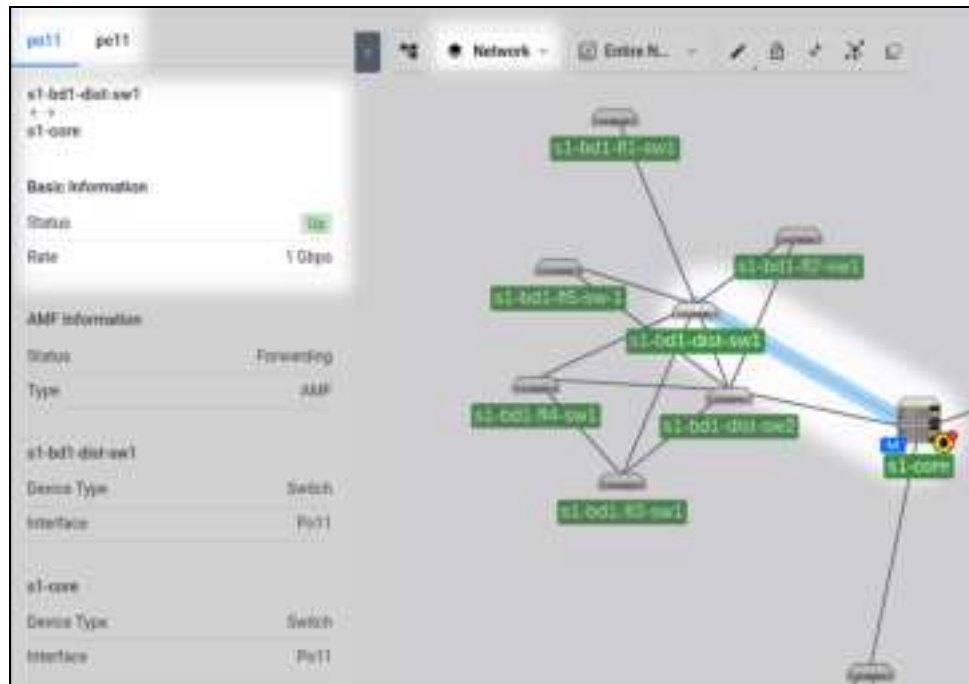 po11 po11
Network
Entire N...
s1-bd1-dist-sw1
s1-core
Basic Information
Status Up
Rate 1 Gbps
AMF Information
Status Forwarding
Type AMF
s1-bd1-dist-sw1
Device Type Switch
Interface Po11
s1-core
Device Type Switch
Interface Po11
s1-bd1-fl1-sw1
s1-bd1-fl2-sw1
s1-bd1-fl5-sw-1
s1-bd1-dist-sw1
s1-bd1-fl4-sw1
s1-bd1-dist-sw2
s1-core
s1-bd1-fl3-sw1